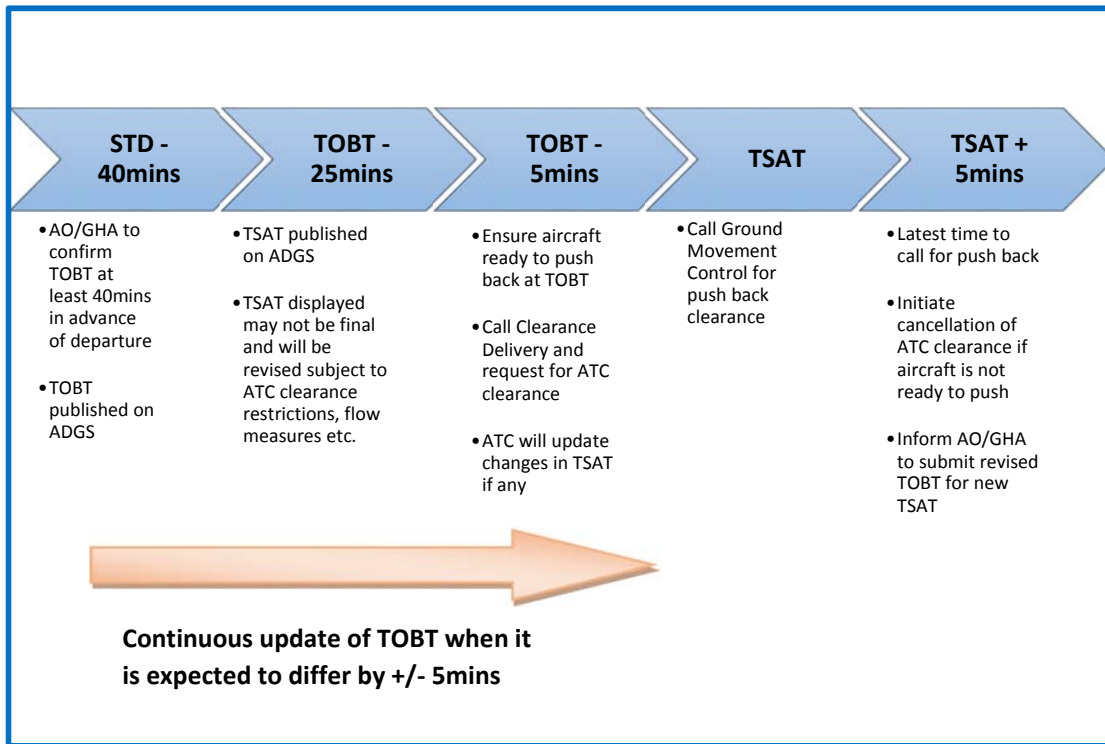 STD -
40mins
TOBT -
25mins
TOBT -
5mins
TSAT
TSAT +
5mins
•AO/GHA to
confirm
TOBT at
least 40mins
in advance
of departure
•TOBT
published on
ADGS
•TSAT published
on ADGS
•TSAT displayed
may not be final
and will be
revised subject to
ATC clearance
restrictions, flow
measures etc.
•Ensure aircraft
ready to push
back at TOBT
•Call Clearance
Delivery and
request for ATC
clearance
•ATC will update
changes in TSAT
if any
•Call Ground
Movement
Control for
push back
clearance
•Latest time to
call for push back
•Initiate
cancellation of
ATC clearance if
aircraft is not
ready to push
•Inform AO/GHA
to submit revised
TOBT for new
TSAT
Continuous update of TOBT when it
is expected to differ by +/- 5mins